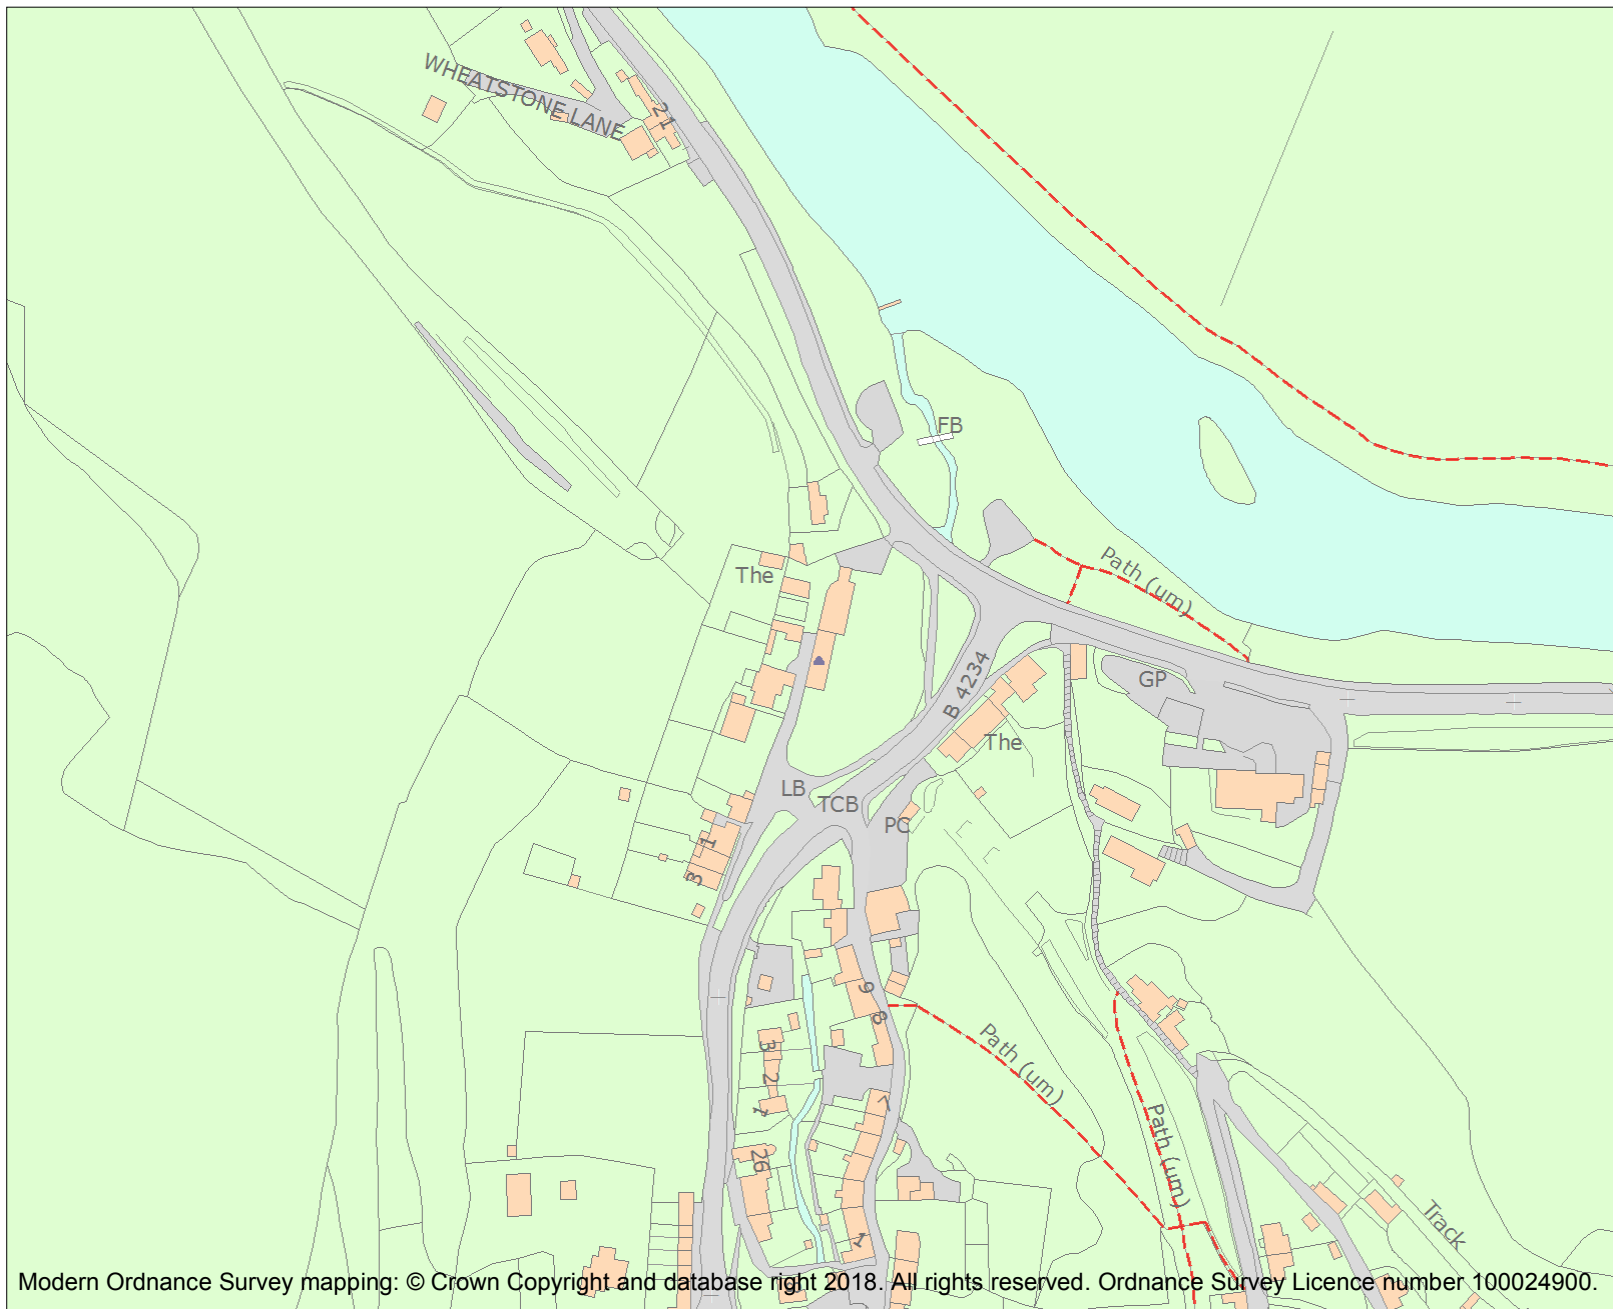 WHEATSTONE LANE
21
FB
Path (um)
The
B 4234
GP
The
LB
TCB
PC
1
3
9
8
Path (um)
3
2
1
7
Path (um)
26
Track
1
Modern Ordnance Survey mapping: © Crown Copyright and database right 2018. All rights reserved. Ordnance Survey Licence number 100024900.